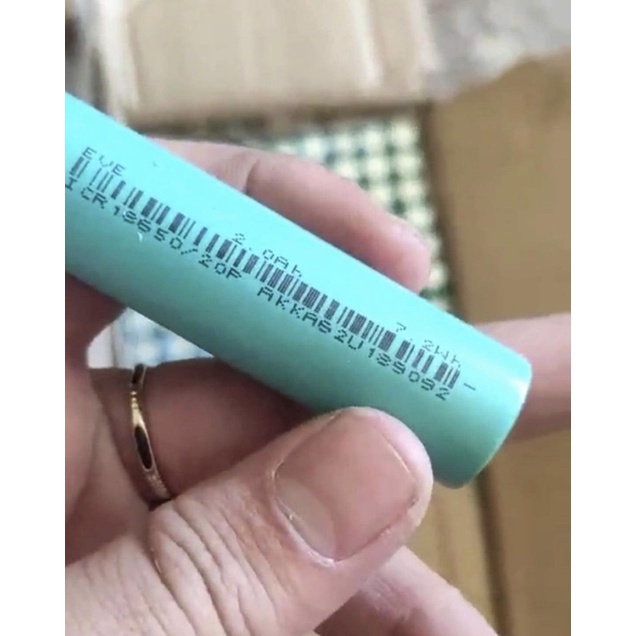 EVE 2.0Ah 7.2Wh -
ICR18650/20P AKKA62U189092